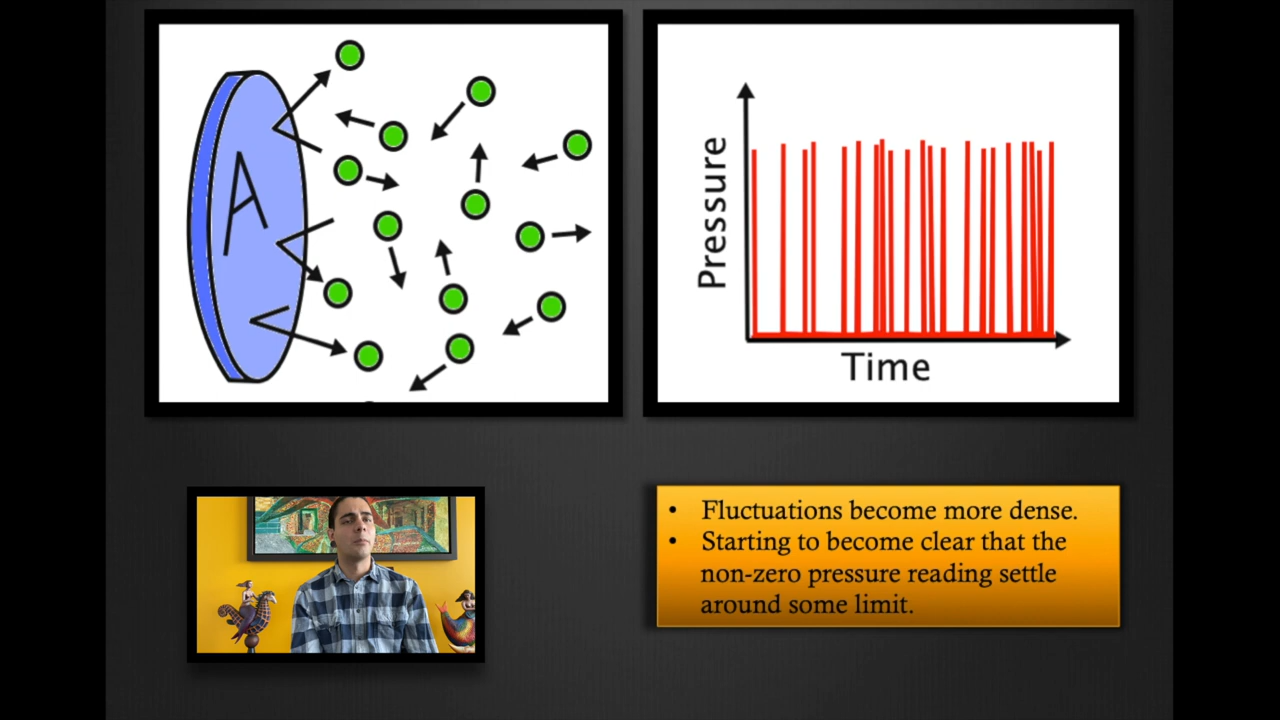 A
Pressure
Time
• Fluctuations become more dense.
• Starting to become clear that the
non-zero pressure reading settle
around some limit.